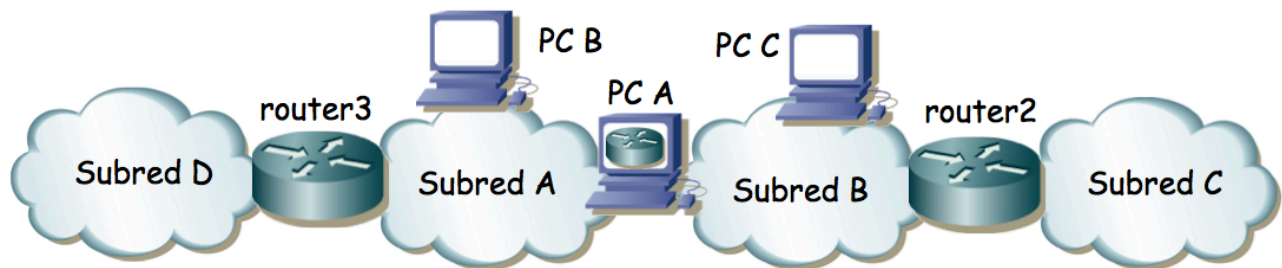 PC B
PC C
router3
PC A
router2
Subred D
Subred A
Subred B
Subred C